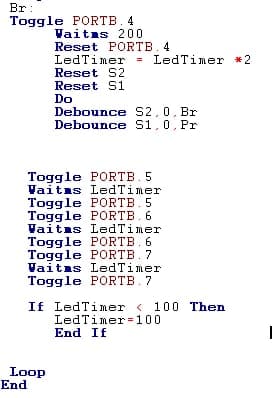 Br:
Toggle PORTB.4
Waitms 200
Reset PORTB.4
LedTimer = LedTimer *2
Reset S2
Reset S1
Do
Debounce S2,0,Br
Debounce S1,0,Pr
Toggle PORTB.5
Waitms LedTimer
Toggle PORTB.5
Toggle PORTB.6
Waitms LedTimer
Toggle PORTB.6
Toggle PORTB.7
Waitms LedTimer
Toggle PORTB.7
If LedTimer < 100 Then
LedTimer=100
End If
Loop
End